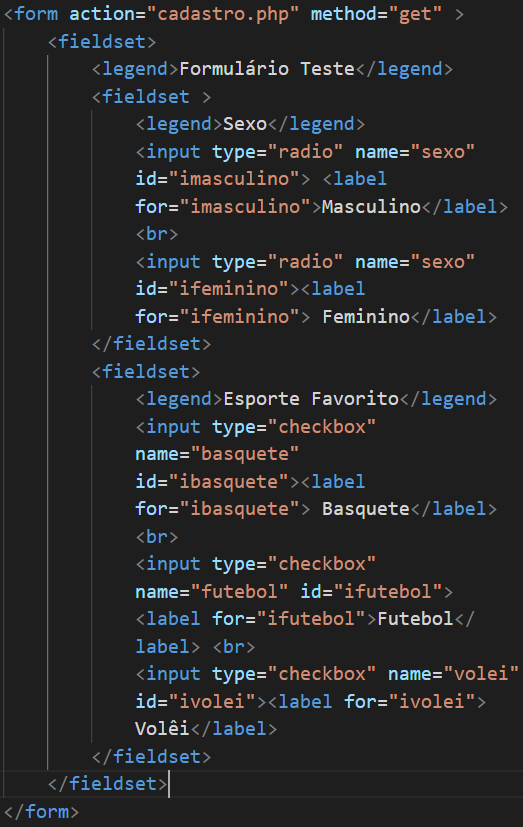 <form action="cadastro.php" method="get" >
<fieldset>
<legend>Formulário Teste</legend>
<fieldset >
<legend>Sexo</legend>
<input type="radio" name="sexo"
id="imasculino"> <label
for="imasculino">Masculino</label>
<br>
<input type="radio" name="sexo"
id="ifeminino"><label
for="ifeminino"> Feminino</label>
</fieldset>
<fieldset>
<legend>Esporte Favorito</legend>
<input type="checkbox"
name="basquete"
id="ibasquete"><label
for="ibasquete"> Basquete</label>
<br>
<input type="checkbox"
name="futebol" id="ifutebol">
<label for="ifutebol">Futebol</
label> <br>
<input type="checkbox" name="volei"
id="ivolei"><label for="ivolei">
Volêi</label>
</fieldset>
</fieldset>
</form>